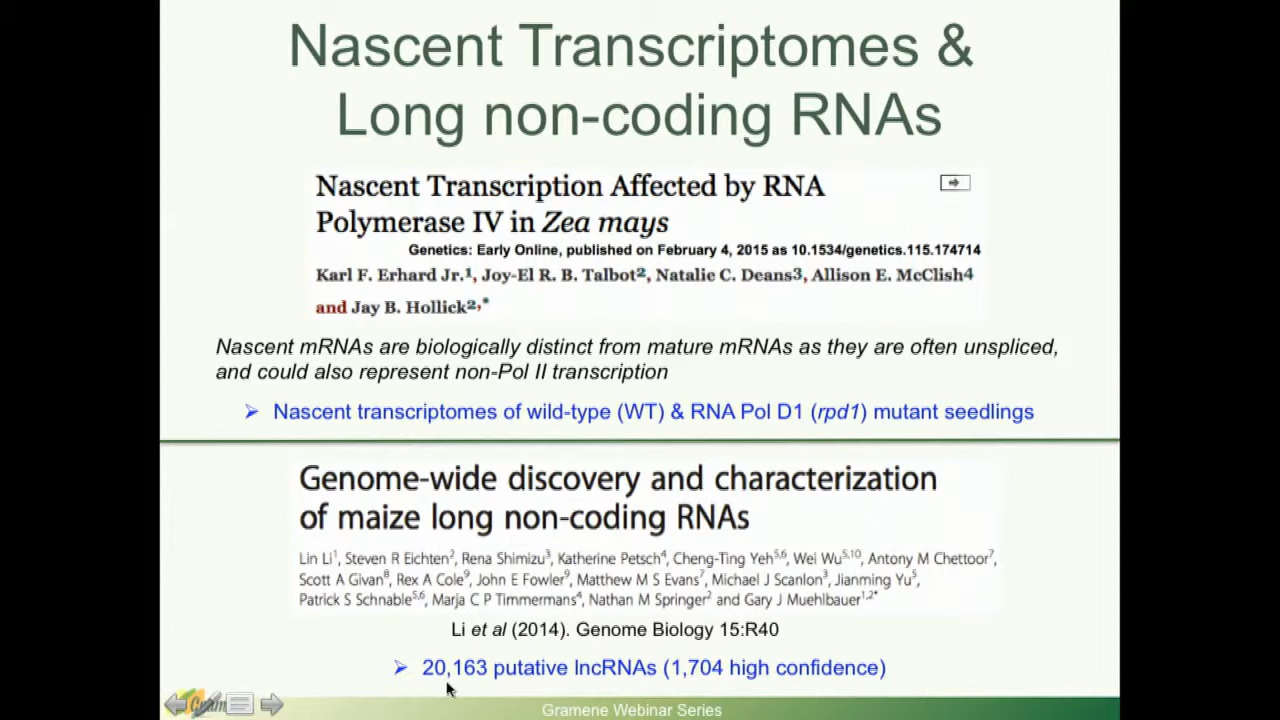 Nascent Transcriptomes &
Long non-coding RNAs
Nascent Transcription Affected by RNA
Polymerase IV in Zea mays
Genetics: Early Online, published on February 4, 2015 as 10.1534/genetics.115.174714
Karl F. Erhard Jr.1, Joy-El R. B. Talbot2, Natalie C. Deans3, Allison E. McClish4
and Jay B. Hollick2,*
Nascent mRNAs are biologically distinct from mature mRNAs as they are often unspliced,
and could also represent non-Pol II transcription
➢ Nascent transcriptomes of wild-type (WT) & RNA Pol D1 (rpd1) mutant seedlings
Genome-wide discovery and characterization
of maize long non-coding RNAs
Lin Li1, Steven R Eichten2, Rena Shimizu3, Katherine Petsch4, Cheng-Ting Yeh5,6, Wei Wu5,10, Antony M Chettoor7,
Scott A Givan8, Rex A Cole9, John E Fowler9, Matthew M S Evans7, Michael J Scanlon3, Jianming Yu5,
Patrick S Schnable5,6, Marja C P Timmermans4, Nathan M Springer2 and Gary J Muehlbauer1,2*
Li et al (2014). Genome Biology 15:R40
➢ 20,163 putative lncRNAs (1,704 high confidence)
Gramene Webinar Series